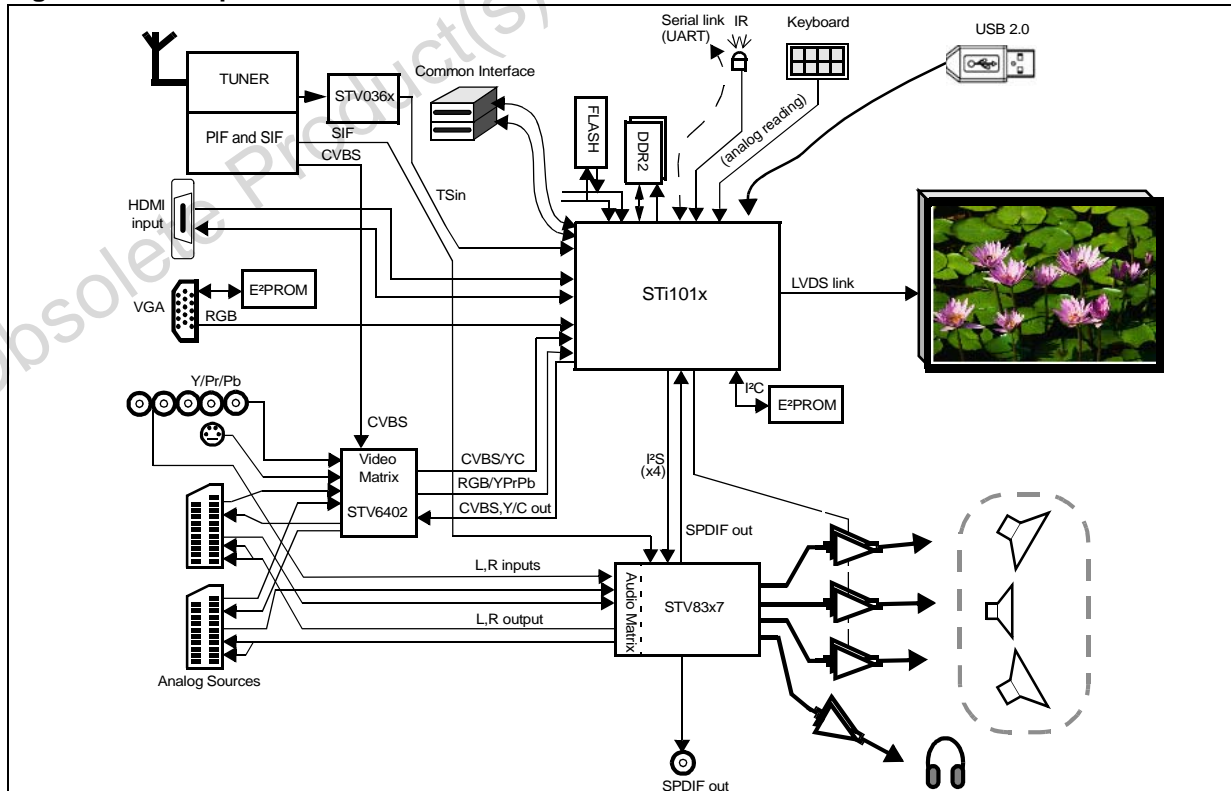 Obsolete Product(s)
Serial link
(UART)
IR
Keyboard
USB 2.0
TUNER
STV036x
Common Interface
PIF and SIF
SIF
CVBS
FLASH
DDR2
(analog reading)
TSin
HDMI
input
E²PROM
VGA
RGB
STi101x
LVDS link
Y/Pr/Pb
CVBS
I²C
E²PROM
Video
Matrix
STV6402
CVBS/YC
RGB/YPrPb
CVBS,Y/C out
I²S
(x4)
SPDIF out
L,R inputs
L,R output
Audio Matrix
STV83x7
Analog Sources
SPDIF out